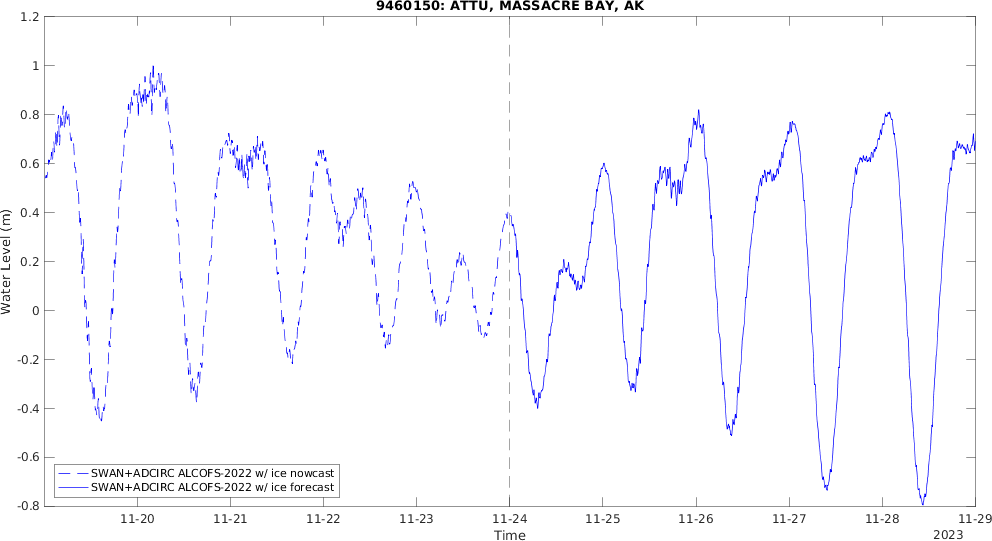 9460150: ATTU, MASSACRE BAY, AK
1.2
1
0.8
0.6
0.4
0.2
0
-0.2
-0.4
-0.6
-0.8
Water Level (m)
SWAN+ADCIRC ALCOFS-2022 w/ ice nowcast
SWAN+ADCIRC ALCOFS-2022 w/ ice forecast
11-20 11-21 11-22 11-23 11-24 11-25 11-26 11-27 11-28 11-29
Time
2023